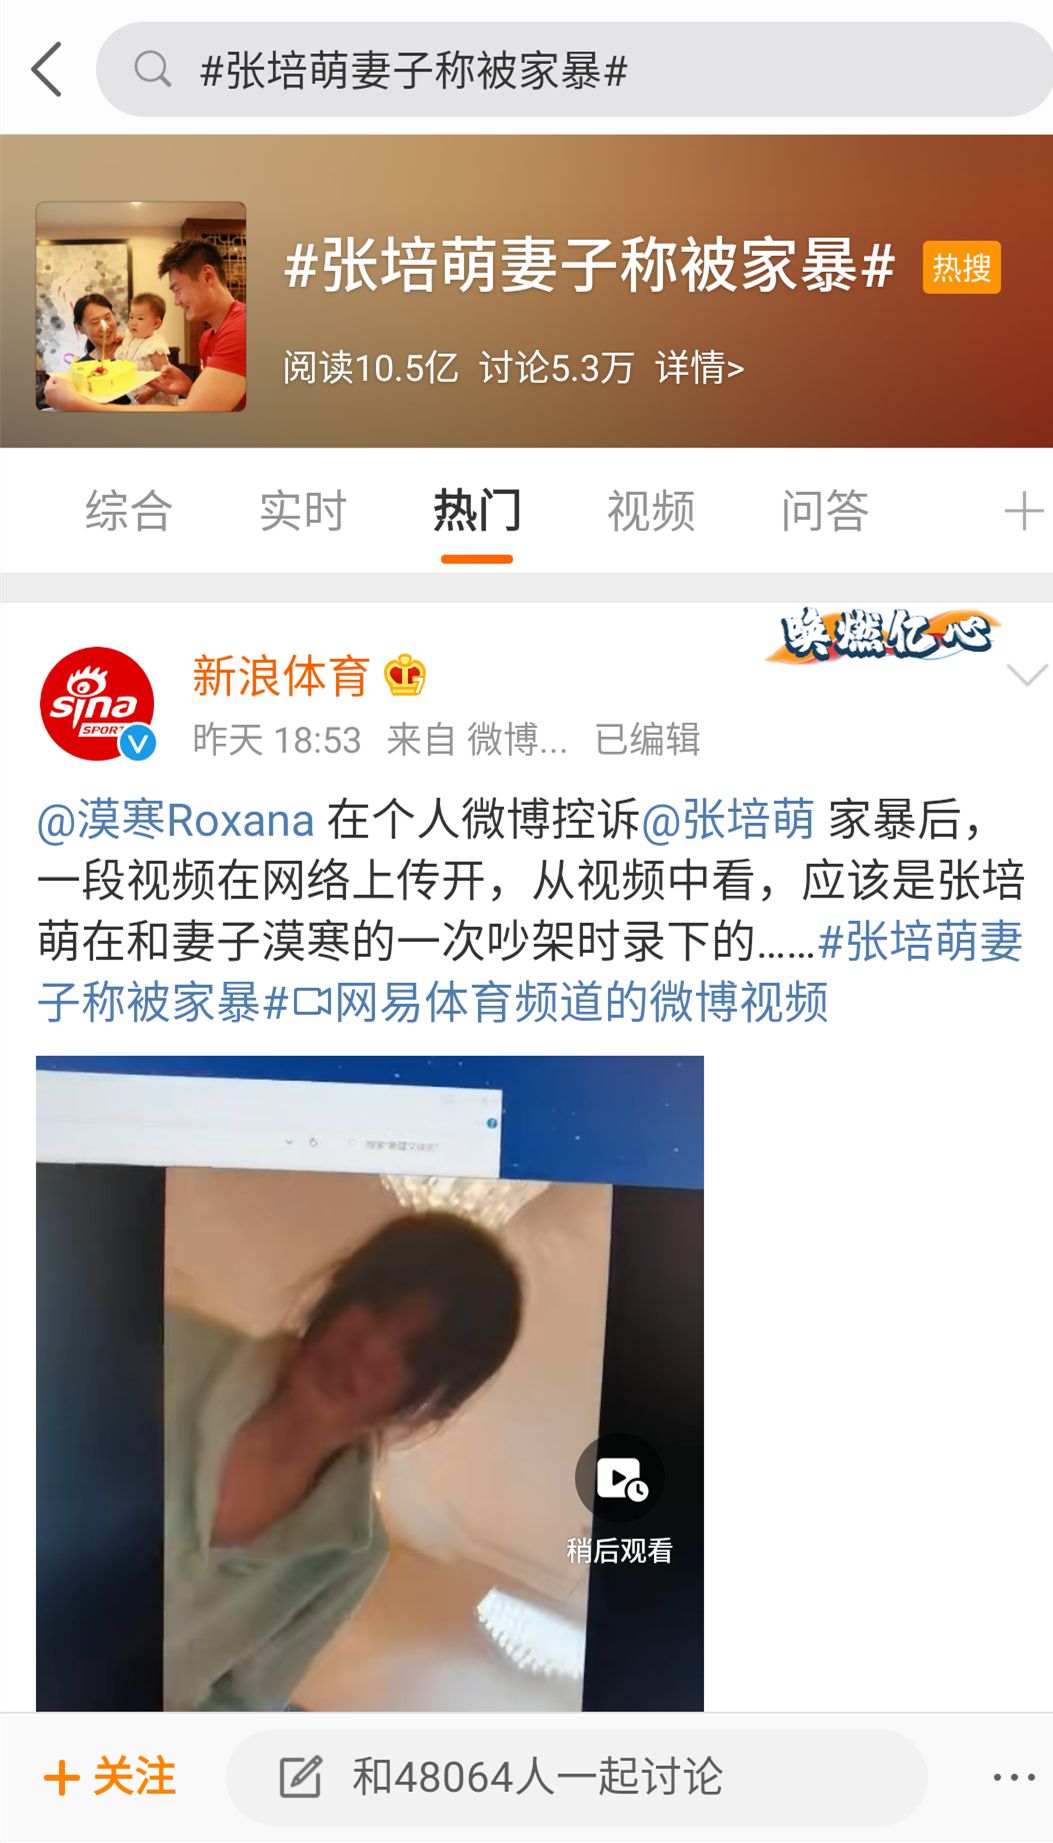 #张培萌妻子称被家暴#
#张培萌妻子称被家暴# 热搜
阅读10.5亿 讨论5.3万 详情>
综合 实时 热门 视频 问答
唤燃亿心
sina
SPORT
新浪体育
昨天 18:53 来自 微博... 已编辑
@漠寒Roxana 在个人微博控诉@张培萌 家暴后，
一段视频在网络上传开，从视频中看，应该是张培
萌在和妻子漠寒的一次吵架时录下的……#张培萌妻
子称被家暴#网易体育频道的微博视频
稍后观看
+ 关注
和48064人一起讨论